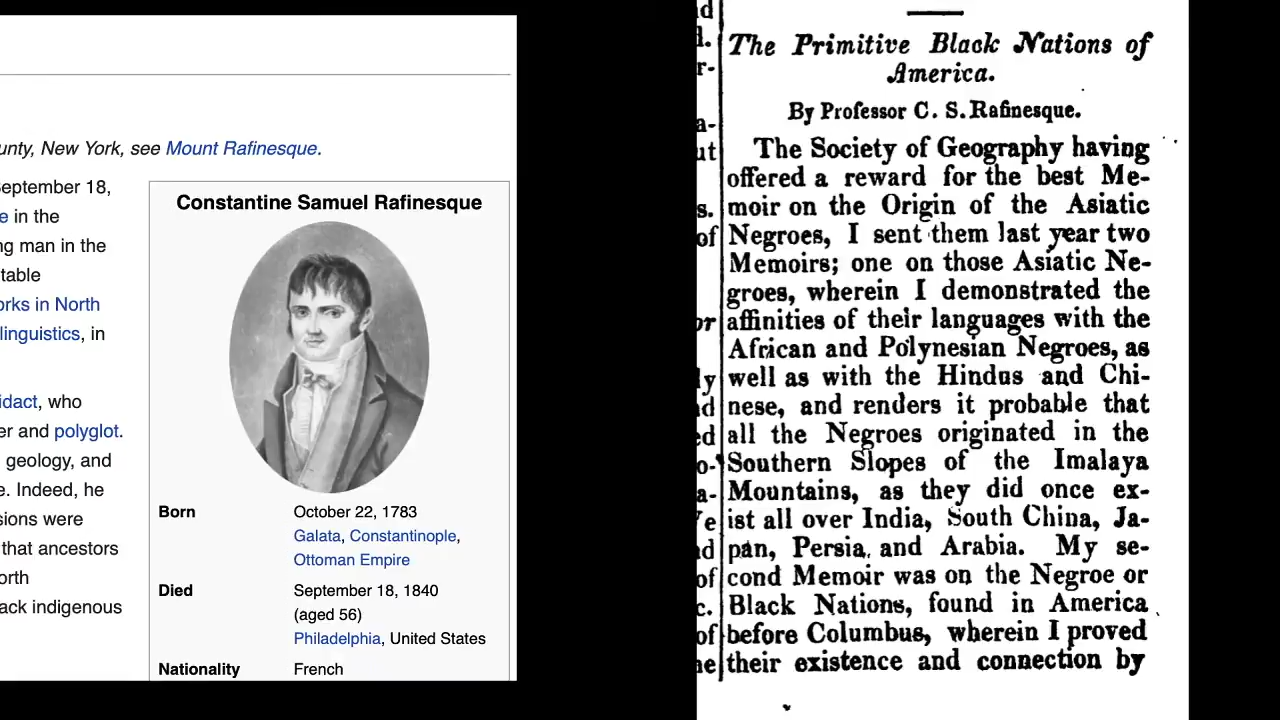 unty, New York, see Mount Rafinesque.
September 18,
e in the
ng man in the
table
orks in North
linguistics, in
idact, who
er and polyglot.
geology, and
e. Indeed, he
sions were
that ancestors
orth
ack indigenous
Constantine Samuel Rafinesque
Born October 22, 1783
Galata, Constantinople,
Ottoman Empire
Died September 18, 1840
(aged 56)
Philadelphia, United States
Nationality French
The Primitive Black Nations of
America.
By Professor C. S. Rafinesque.
The Society of Geography having
offered a reward for the best Me-
moir on the Origin of the Asiatic
Negroes, I sent them last year two
Memoirs; one on those Asiatic Ne-
groes, wherein I demonstrated the
affinities of their languages with the
African and Polynesian Negroes, as
well as with the Hindus and Chi-
nese, and renders it probable that
all the Negroes originated in the
Southern Slopes of the Imalaya
Mountains, as they did once ex-
ist all over India, South China, Ja-
pan, Persia, and Arabia. My se-
cond Memoir was on the Negroe or
Black Nations, found in America
before Columbus, wherein I proved
their existence and connection by